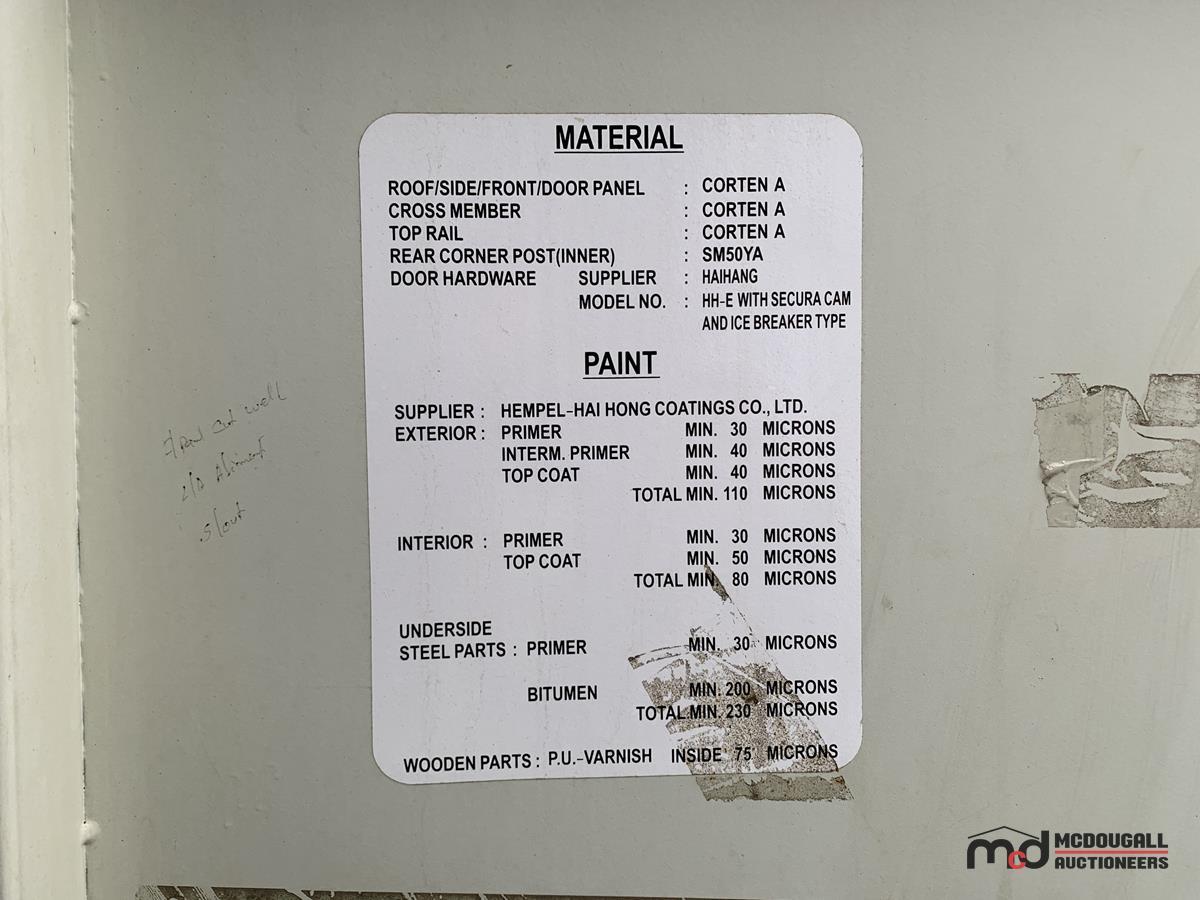 MATERIAL
ROOF/SIDE/FRONT/DOOR PANEL : CORTEN A
CROSS MEMBER : CORTEN A
TOP RAIL : CORTEN A
REAR CORNER POST(INNER) : SM50YA
DOOR HARDWARE SUPPLIER : HAIHANG
MODEL NO. : HH-E WITH SECURA CAM
AND ICE BREAKER TYPE
PAINT
SUPPLIER : HEMPEL-HAI HONG COATINGS CO., LTD.
EXTERIOR : PRIMER MIN. 30 MICRONS
INTERM. PRIMER MIN. 40 MICRONS
TOP COAT MIN. 40 MICRONS
TOTAL MIN. 110 MICRONS
INTERIOR : PRIMER MIN. 30 MICRONS
TOP COAT MIN. 50 MICRONS
TOTAL MIN. 80 MICRONS
UNDERSIDE
STEEL PARTS : PRIMER MIN. 30 MICRONS
BITUMEN MIN. 200 MICRONS
TOTAL MIN. 230 MICRONS
WOODEN PARTS : P.U.-VARNISH INSIDE 75 MICRONS
well
mcd MCDOUGALL
AUCTIONEERS